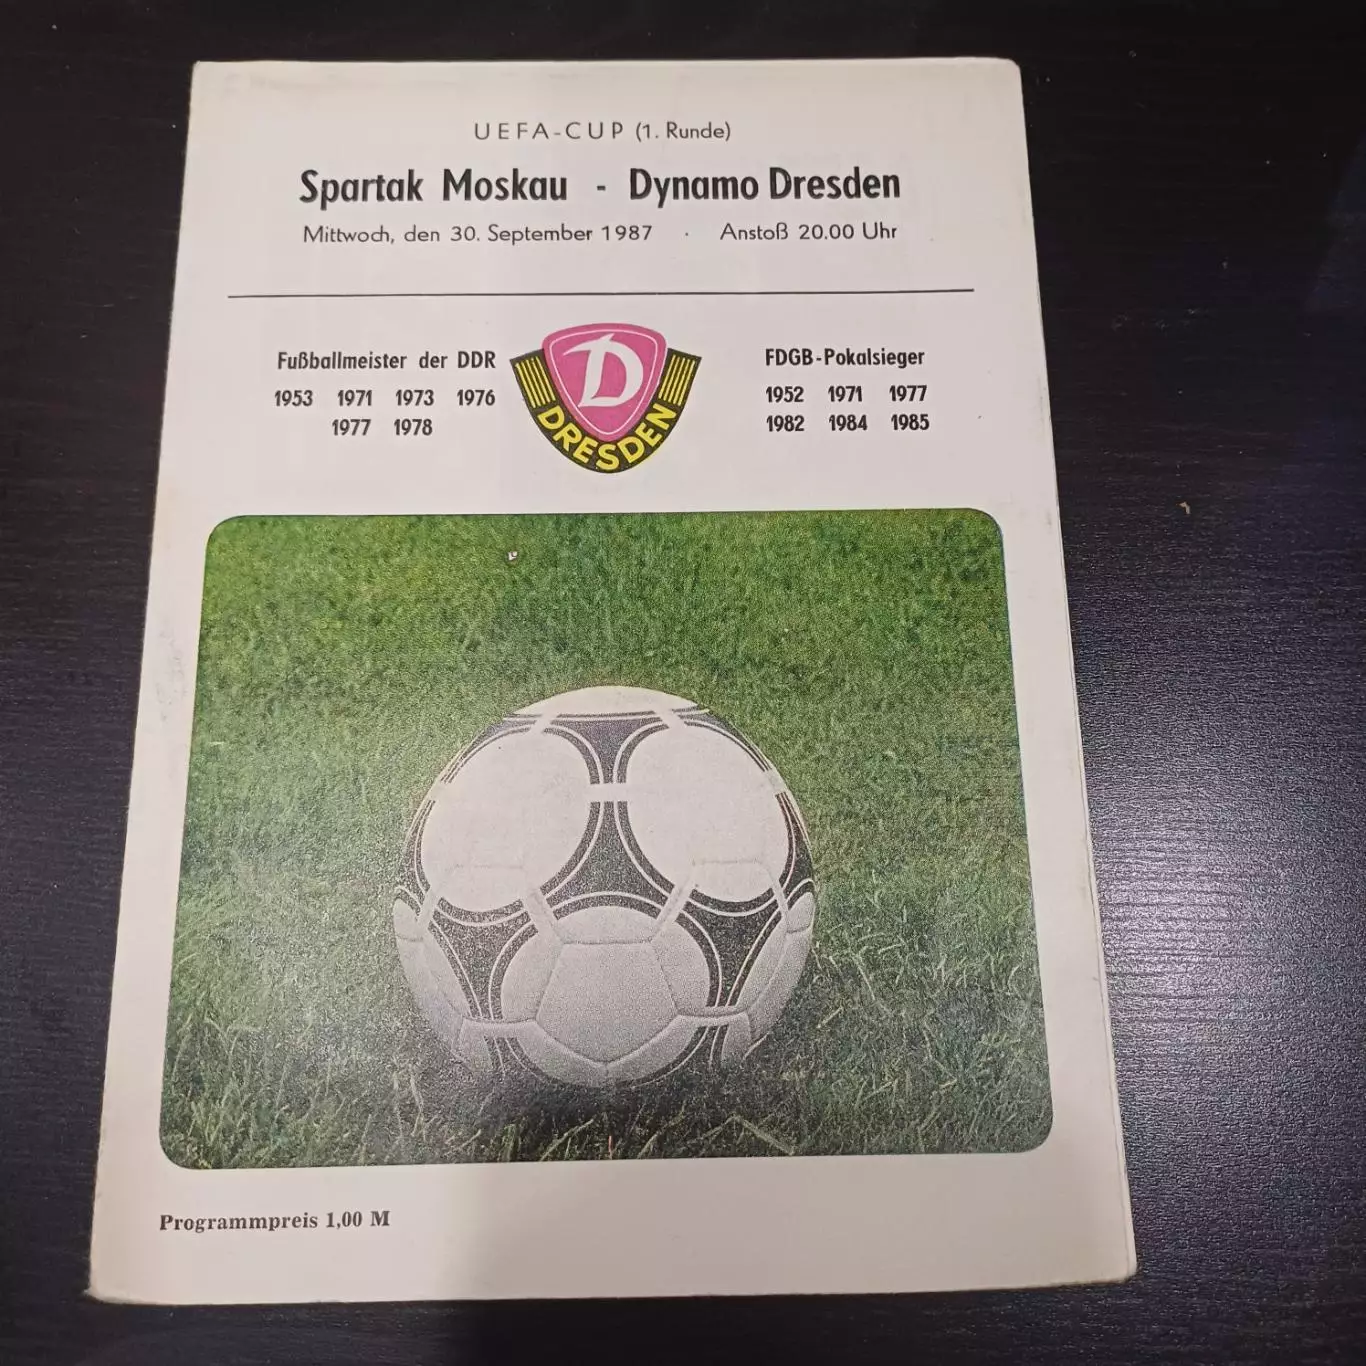 UEFA-CUP (1. Runde)
Spartak Moskau - Dynamo Dresden
Mittwoch, den 30. September 1987 · Anstoß 20.00 Uhr
Fußballmeister der DDR
1953 1971 1973 1976
1977 1978
D
DRESDEN
FDGB-Pokalsieger
1952 1971 1977
1982 1984 1985
Programmpreis 1,00 M